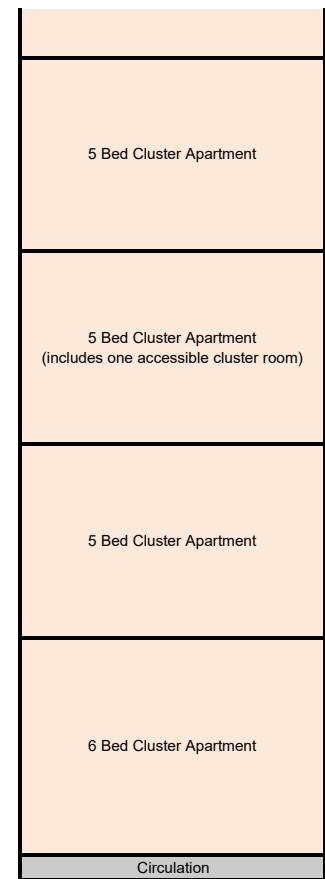 5 Bed Cluster Apartment
5 Bed Cluster Apartment
(includes one accessible cluster room)
5 Bed Cluster Apartment
6 Bed Cluster Apartment
Circulation